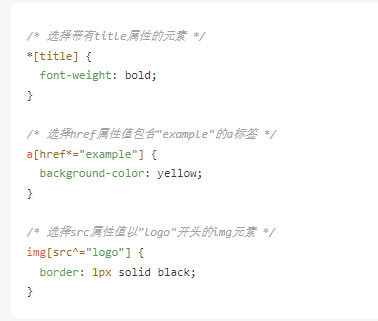 /* 选择带有title属性的元素 */
*[title] {
  font-weight: bold;
}
/* 选择href属性值包含"example"的a标签 */
a[href*="example"] {
  background-color: yellow;
}
/* 选择src属性值以"logo"开头的img元素 */
img[src^="logo"] {
  border: 1px solid black;
}